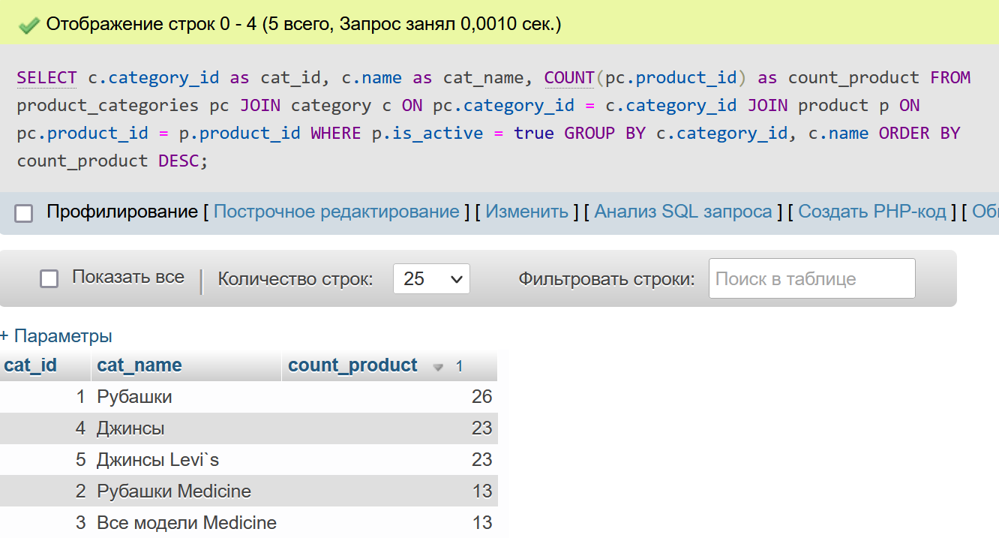 Отображение строк 0 - 4 (5 всего, Запрос занял 0,0010 сек.)
SELECT c.category_id as cat_id, c.name as cat_name, COUNT(pc.product_id) as count_product FROM
product_categories pc JOIN category c ON pc.category_id = c.category_id JOIN product p ON
pc.product_id = p.product_id WHERE p.is_active = true GROUP BY c.category_id, c.name ORDER BY
count_product DESC;
Профилирование [ Построчное редактирование ] [ Изменить ] [ Анализ SQL запроса ] [ Создать PHP-код ] [
Показать все | Количество строк: 25 Фильтровать строки: Поиск в таблице
+ Параметры
cat_id cat_name count_product 1
1 Рубашки 26
4 Джинсы 23
5 Джинсы Levi`s 23
2 Рубашки Medicine 13
3 Все модели Medicine 13